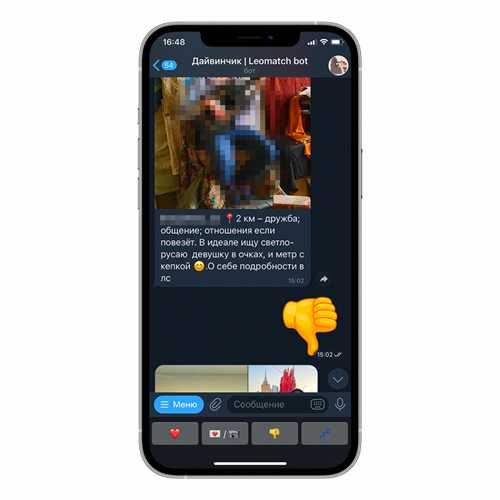 16:48
54
Дайвинчик | Leomatch bot
бот
2 км – дружба;
общение; отношения если
повезёт. В идеале ищу светло-
русаю девушку в очках, и метр с
кепкой 😄.О себе подробности в
лс
15:02
15:02
Меню
Сообщение
/